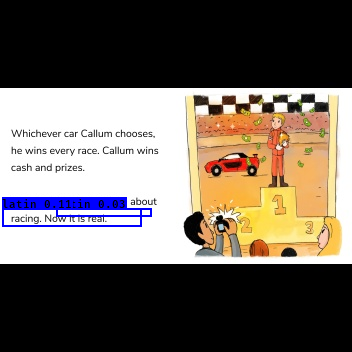 Whichever car Callum chooses,
he wins every race. Callum wins
cash and prizes.
about
racing. Now it is real.
1
2
3